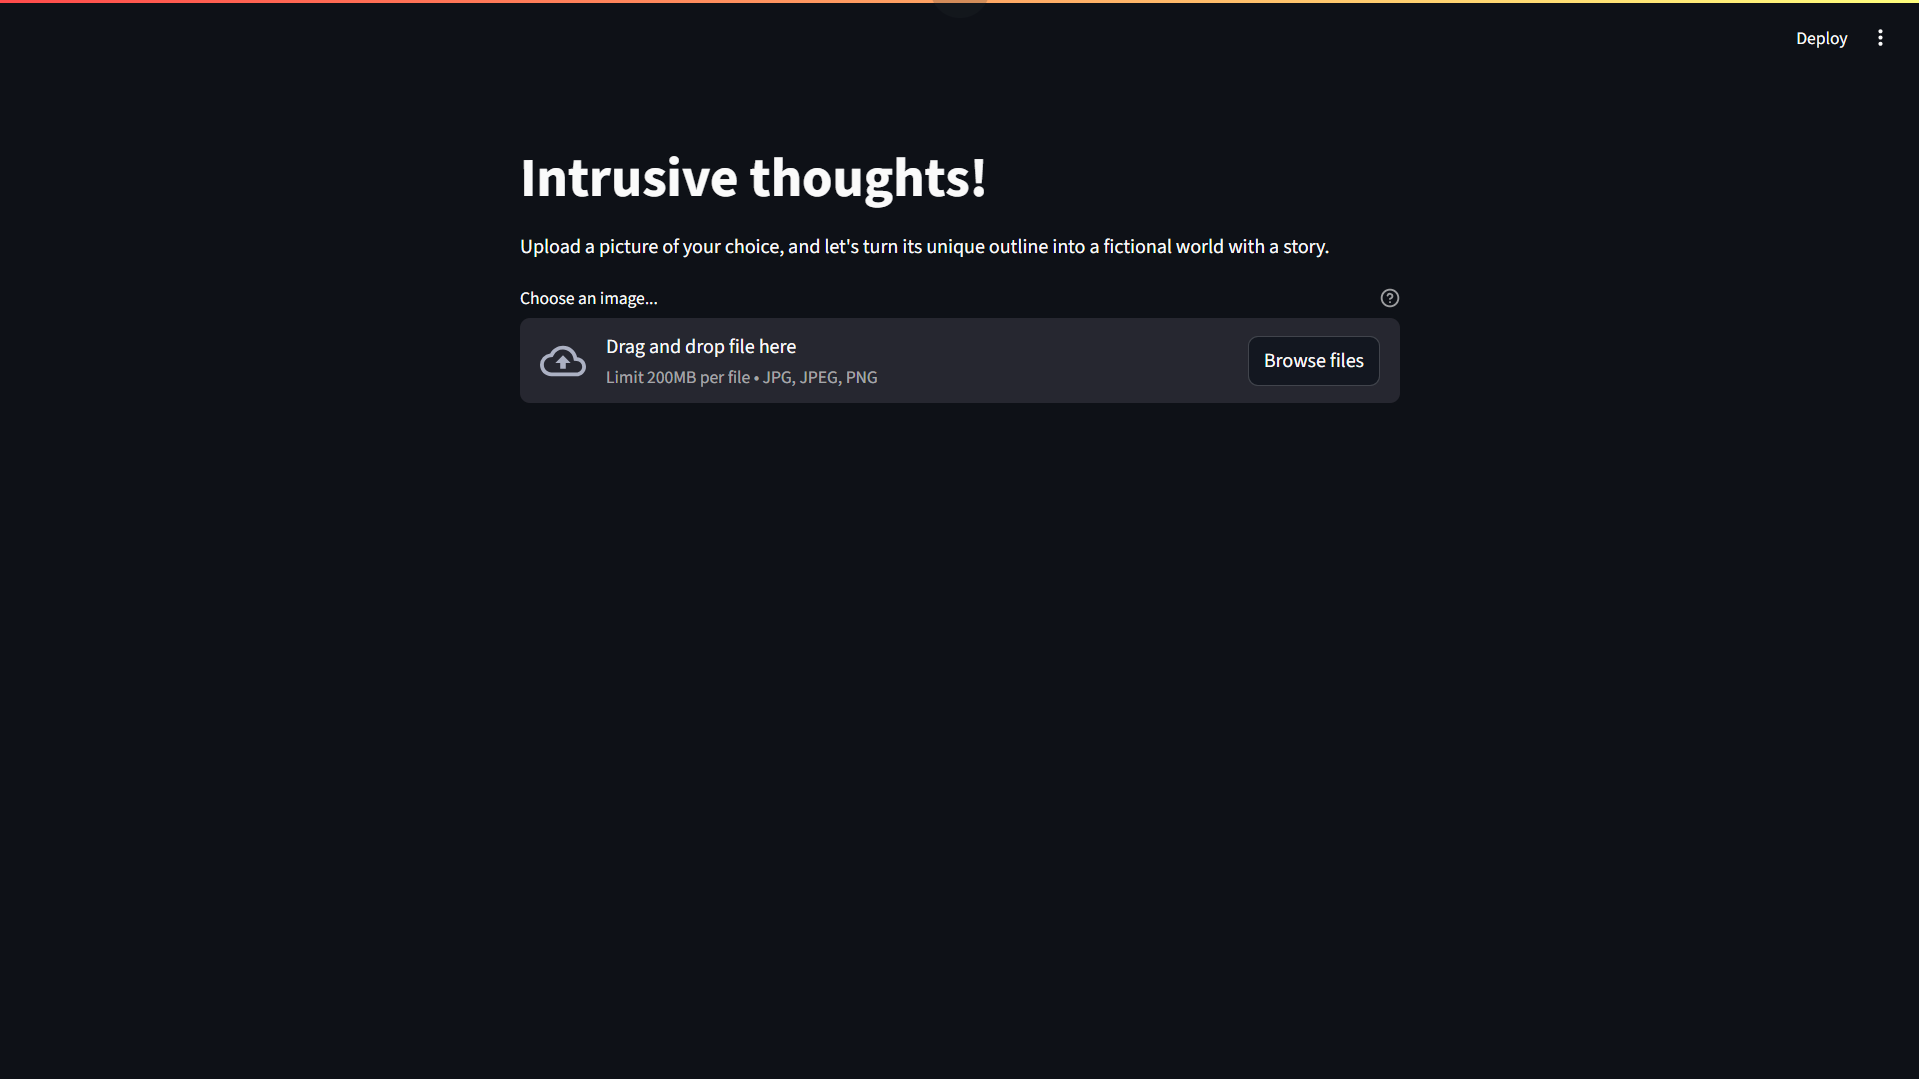 Deploy
Intrusive thoughts!
Upload a picture of your choice, and let's turn its unique outline into a fictional world with a story.
Choose an image...
Drag and drop file here
Limit 200MB per file • JPG, JPEG, PNG
Browse files